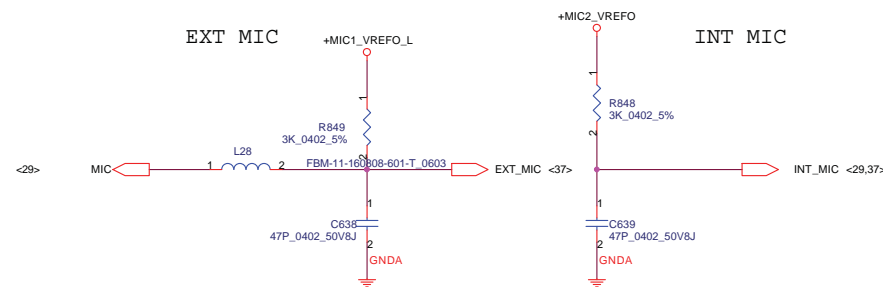 EXT MIC
+MIC1_VREFO_L
1
R849
3K_0402_5%
2
<29>
MIC
1
L28
2
FBM-11-160808-601-T_0603
EXT_MIC <37>
1
C638
47P_0402_50V8J
2
GNDA
+MIC2_VREFO
INT MIC
1
R848
3K_0402_5%
2
INT_MIC <29,37>
1
C639
47P_0402_50V8J
2
GNDA